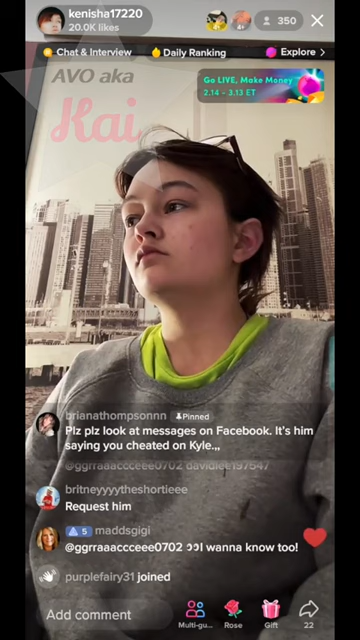 kenisha17220
20.0K likes
350
Chat & Interview
Daily Ranking
Explore >
AVO aka
Kai
Go LIVE, Make Money
2.14 - 3.13 ET
brianathompsonnn Pinned
Plz plz look at messages on Facebook. It's him
saying you cheated on Kyle.,,
@ggrraaaccceee0702 davidlee197547
britneyyyytheshortieee
Request him
5 maddsgigi
@ggrraaaccceee0702 I wanna know too!
purplefairy31 joined
Add comment
Multi-gu...
Rose
Gift
22